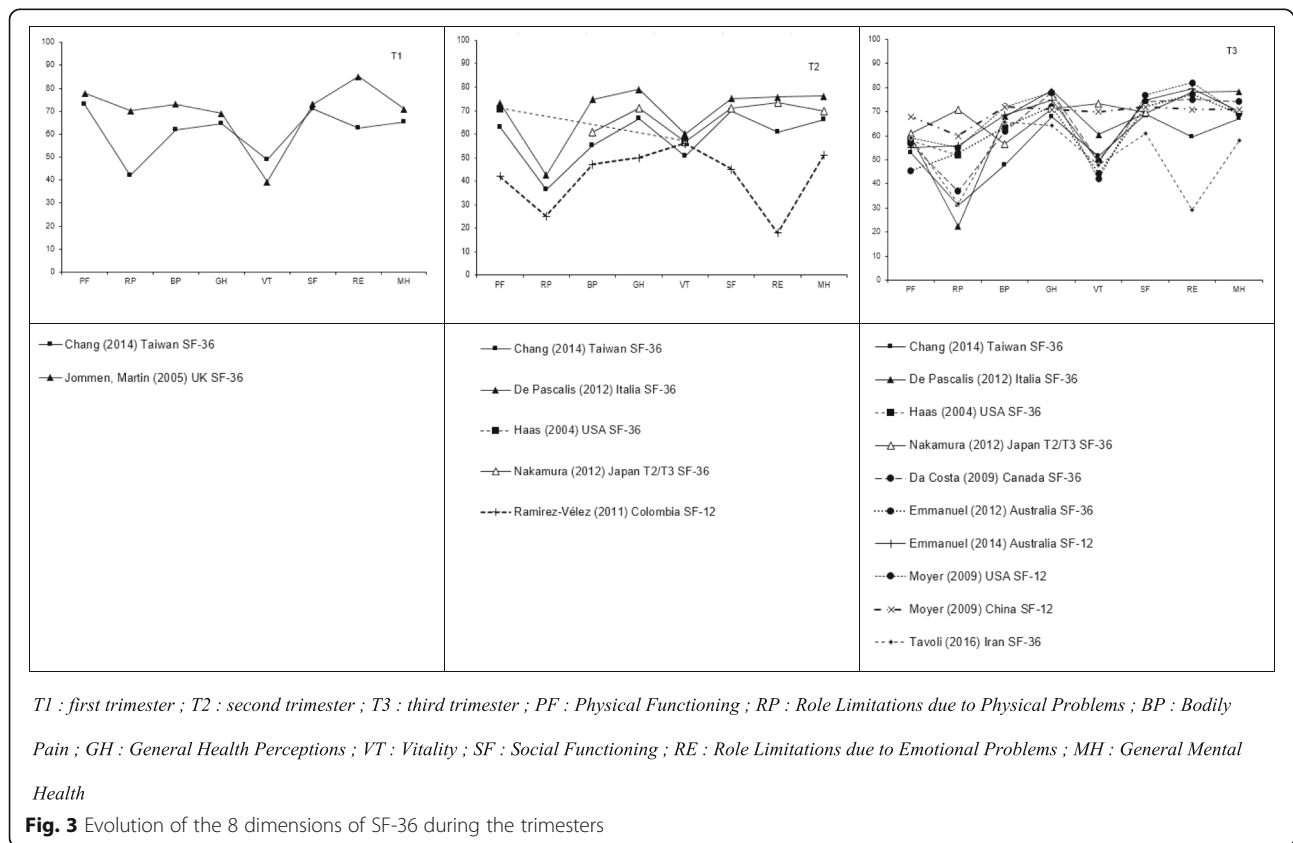 T1
100
90
80
70
60
50
40
30
20
10
0
PF RP BP GH VT SF RE MH
T2
100
90
80
70
60
50
40
30
20
10
0
PF RP BP GH VT SF RE MH
T3
100
90
80
70
60
50
40
30
20
10
0
PF RP BP GH VT SF RE MH
Chang (2014) Taiwan SF-36
Jommen, Martin (2005) UK SF-36
Chang (2014) Taiwan SF-36
De Pascalis (2012) Italia SF-36
Haas (2004) USA SF-36
Nakamura (2012) Japan T2/T3 SF-36
Ramirez-Vélez (2011) Colombia SF-12
Chang (2014) Taiwan SF-36
De Pascalis (2012) Italia SF-36
Haas (2004) USA SF-36
Nakamura (2012) Japan T2/T3 SF-36
Da Costa (2009) Canada SF-36
Emmanuel (2012) Australia SF-36
Emmanuel (2014) Australia SF-12
Moyer (2009) USA SF-12
Moyer (2009) China SF-12
Tavoli (2016) Iran SF-36
T1 : first trimester ; T2 : second trimester ; T3 : third trimester ; PF : Physical Functioning ; RP : Role Limitations due to Physical Problems ; BP : Bodily
Pain ; GH : General Health Perceptions ; VT : Vitality ; SF : Social Functioning ; RE : Role Limitations due to Emotional Problems ; MH : General Mental
Health
Fig. 3 Evolution of the 8 dimensions of SF-36 during the trimesters